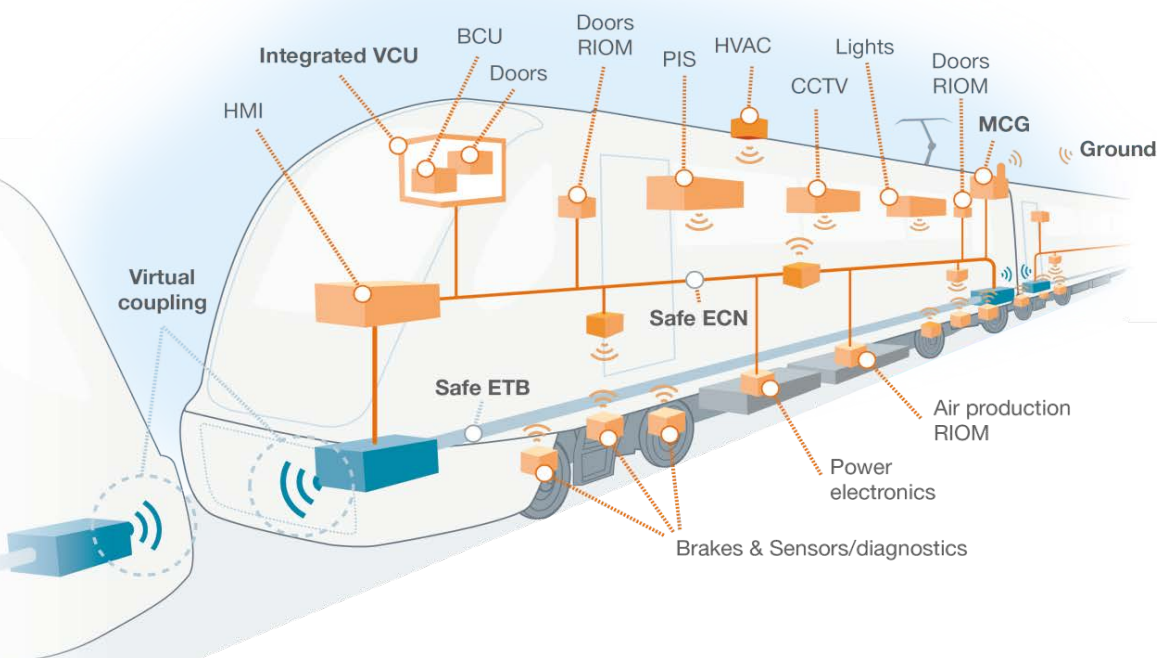 Integrated VCU
BCU
Doors
Doors
RIOM
PIS
HVAC
CCTV
Lights
Doors
RIOM
MCG
Ground
HMI
Virtual
coupling
Safe ECN
Safe ETB
Air production
RIOM
Power
electronics
Brakes & Sensors/diagnostics